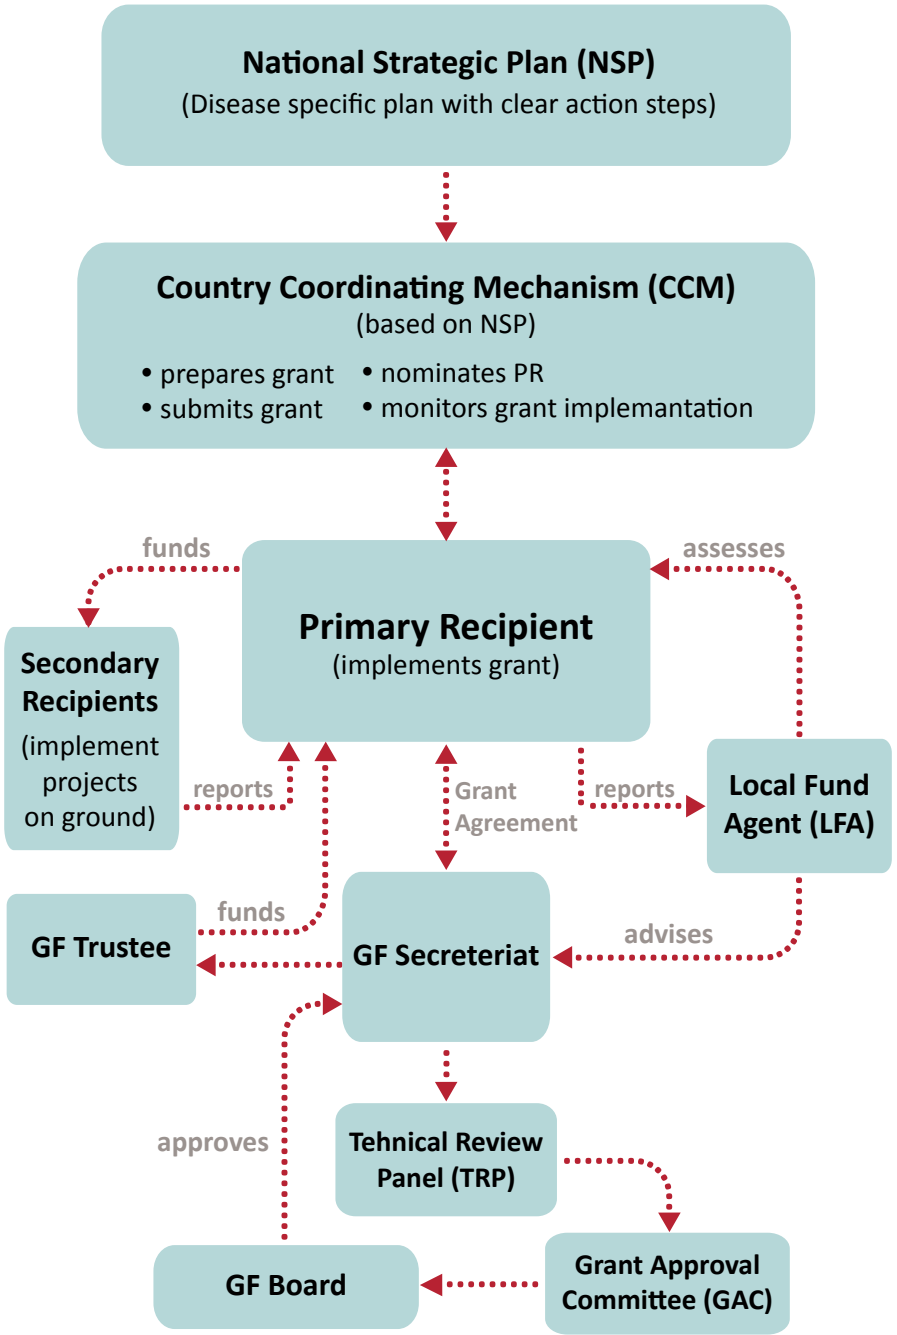 National Strategic Plan (NSP)
(Disease specific plan with clear action steps)
Country Coordinating Mechanism (CCM)
(based on NSP)
• prepares grant
• submits grant
• nominates PR
• monitors grant implemantation
funds
assesses
Primary Recipient
(implements grant)
Secondary
Recipients
(implement
projects
on ground)
reports
Grant
Agreement
reports
Local Fund
Agent (LFA)
GF Trustee
funds
GF Secreteriat
advises
approves
Tehnical Review
Panel (TRP)
GF Board
Grant Approval
Committee (GAC)